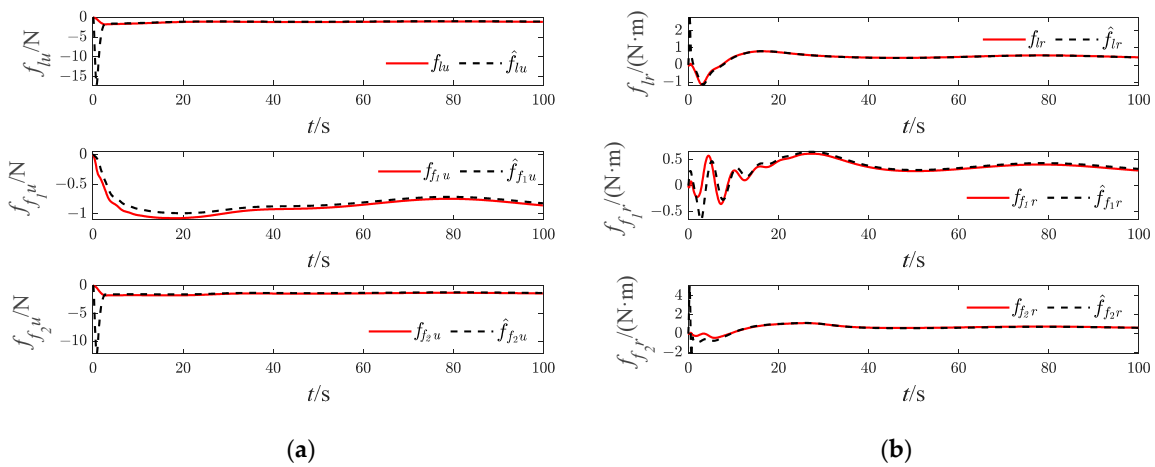 f_{lu}/N
0
−5
−10
−15
f_{lu} \hat{f}_{lu}
0 20 40 60 80 100
t/s
f_{f_1u}/N
0
−0.5
−1
f_{f_1u} \hat{f}_{f_1u}
0 20 40 60 80 100
t/s
f_{f_2u}/N
0
−5
−10
f_{f_2u} \hat{f}_{f_2u}
0 20 40 60 80 100
t/s
(a)
f_{lr}/(N·m)
2
1
0
−1
f_{lr} \hat{f}_{lr}
0 20 40 60 80 100
t/s
f_{f_1r}/(N·m)
0.5
0
−0.5
f_{f_1r} \hat{f}_{f_1r}
0 20 40 60 80 100
t/s
f_{f_2r}/(N·m)
4
2
0
−2
f_{f_2r} \hat{f}_{f_2r}
0 20 40 60 80 100
t/s
(b)